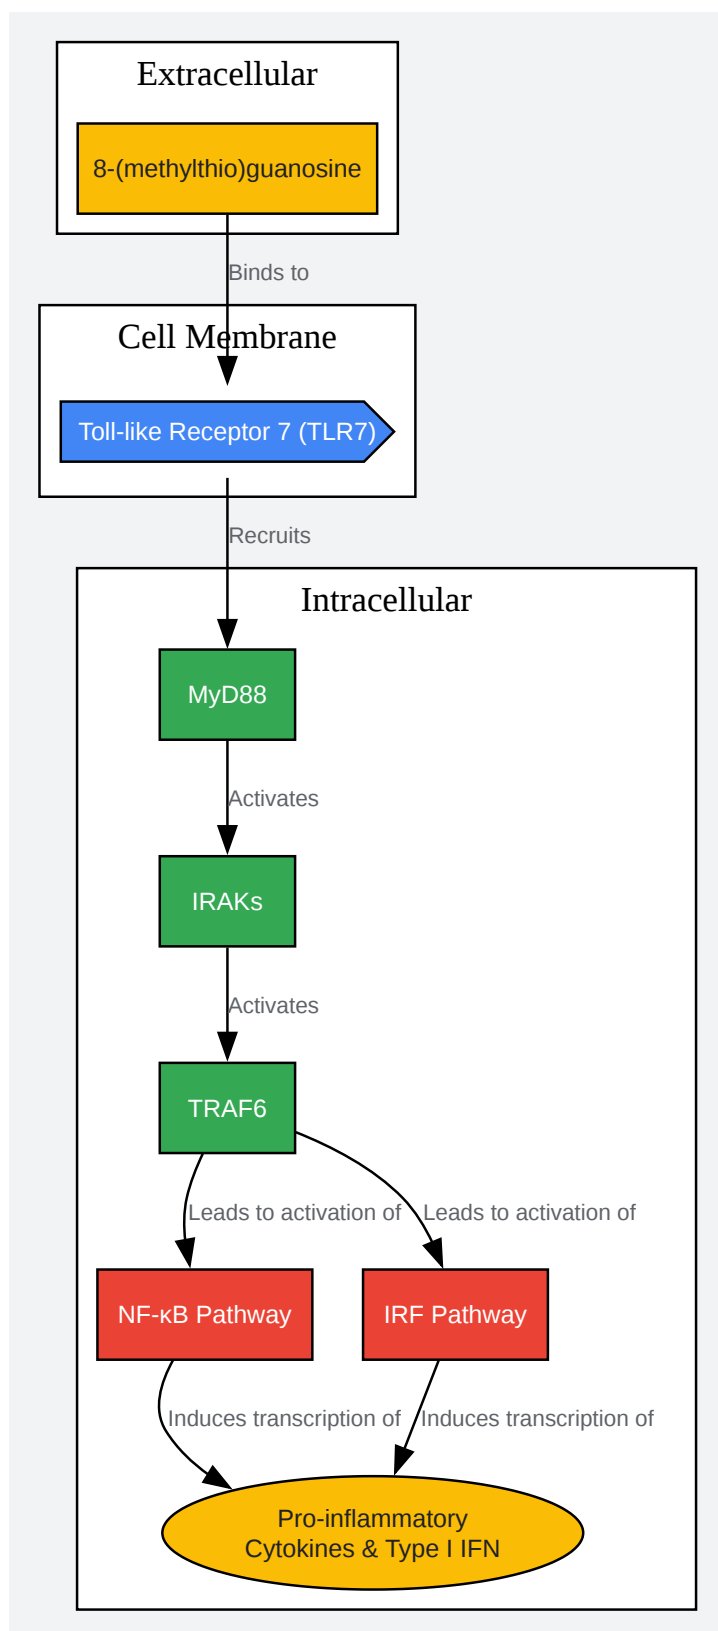 Extracellular
8-(methylthio)guanosine
Binds to
Cell Membrane
Toll-like Receptor 7 (TLR7)
Recruits
Intracellular
MyD88
Activates
IRAKs
Activates
TRAF6
Leads to activation of
Leads to activation of
NF-κB Pathway
IRF Pathway
Induces transcription of
Induces transcription of
Pro-inflammatory
Cytokines & Type I IFN